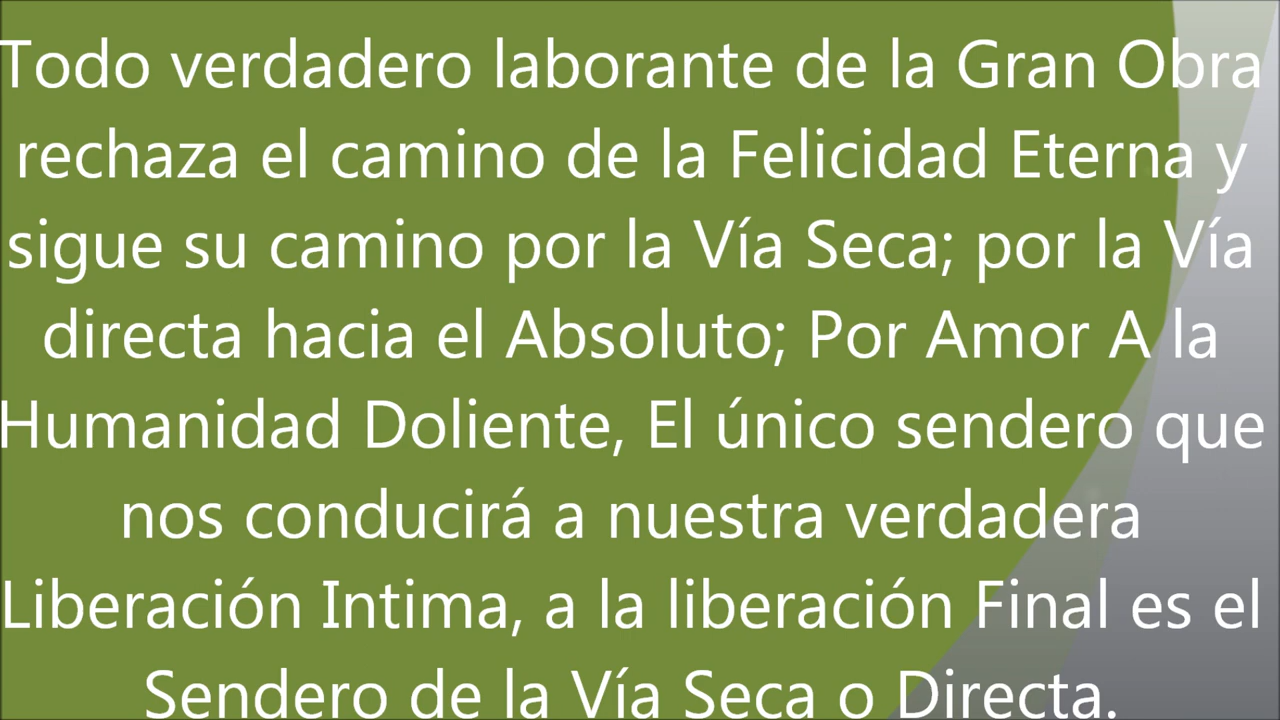 Todo verdadero laborante de la Gran Obra
rechaza el camino de la Felicidad Eterna y
sigue su camino por la Vía Seca; por la Vía
directa hacia el Absoluto; Por Amor A la
Humanidad Doliente, El único sendero que
nos conducirá a nuestra verdadera
Liberación Intima, a la liberación Final es el
Sendero de la Vía Seca o Directa.